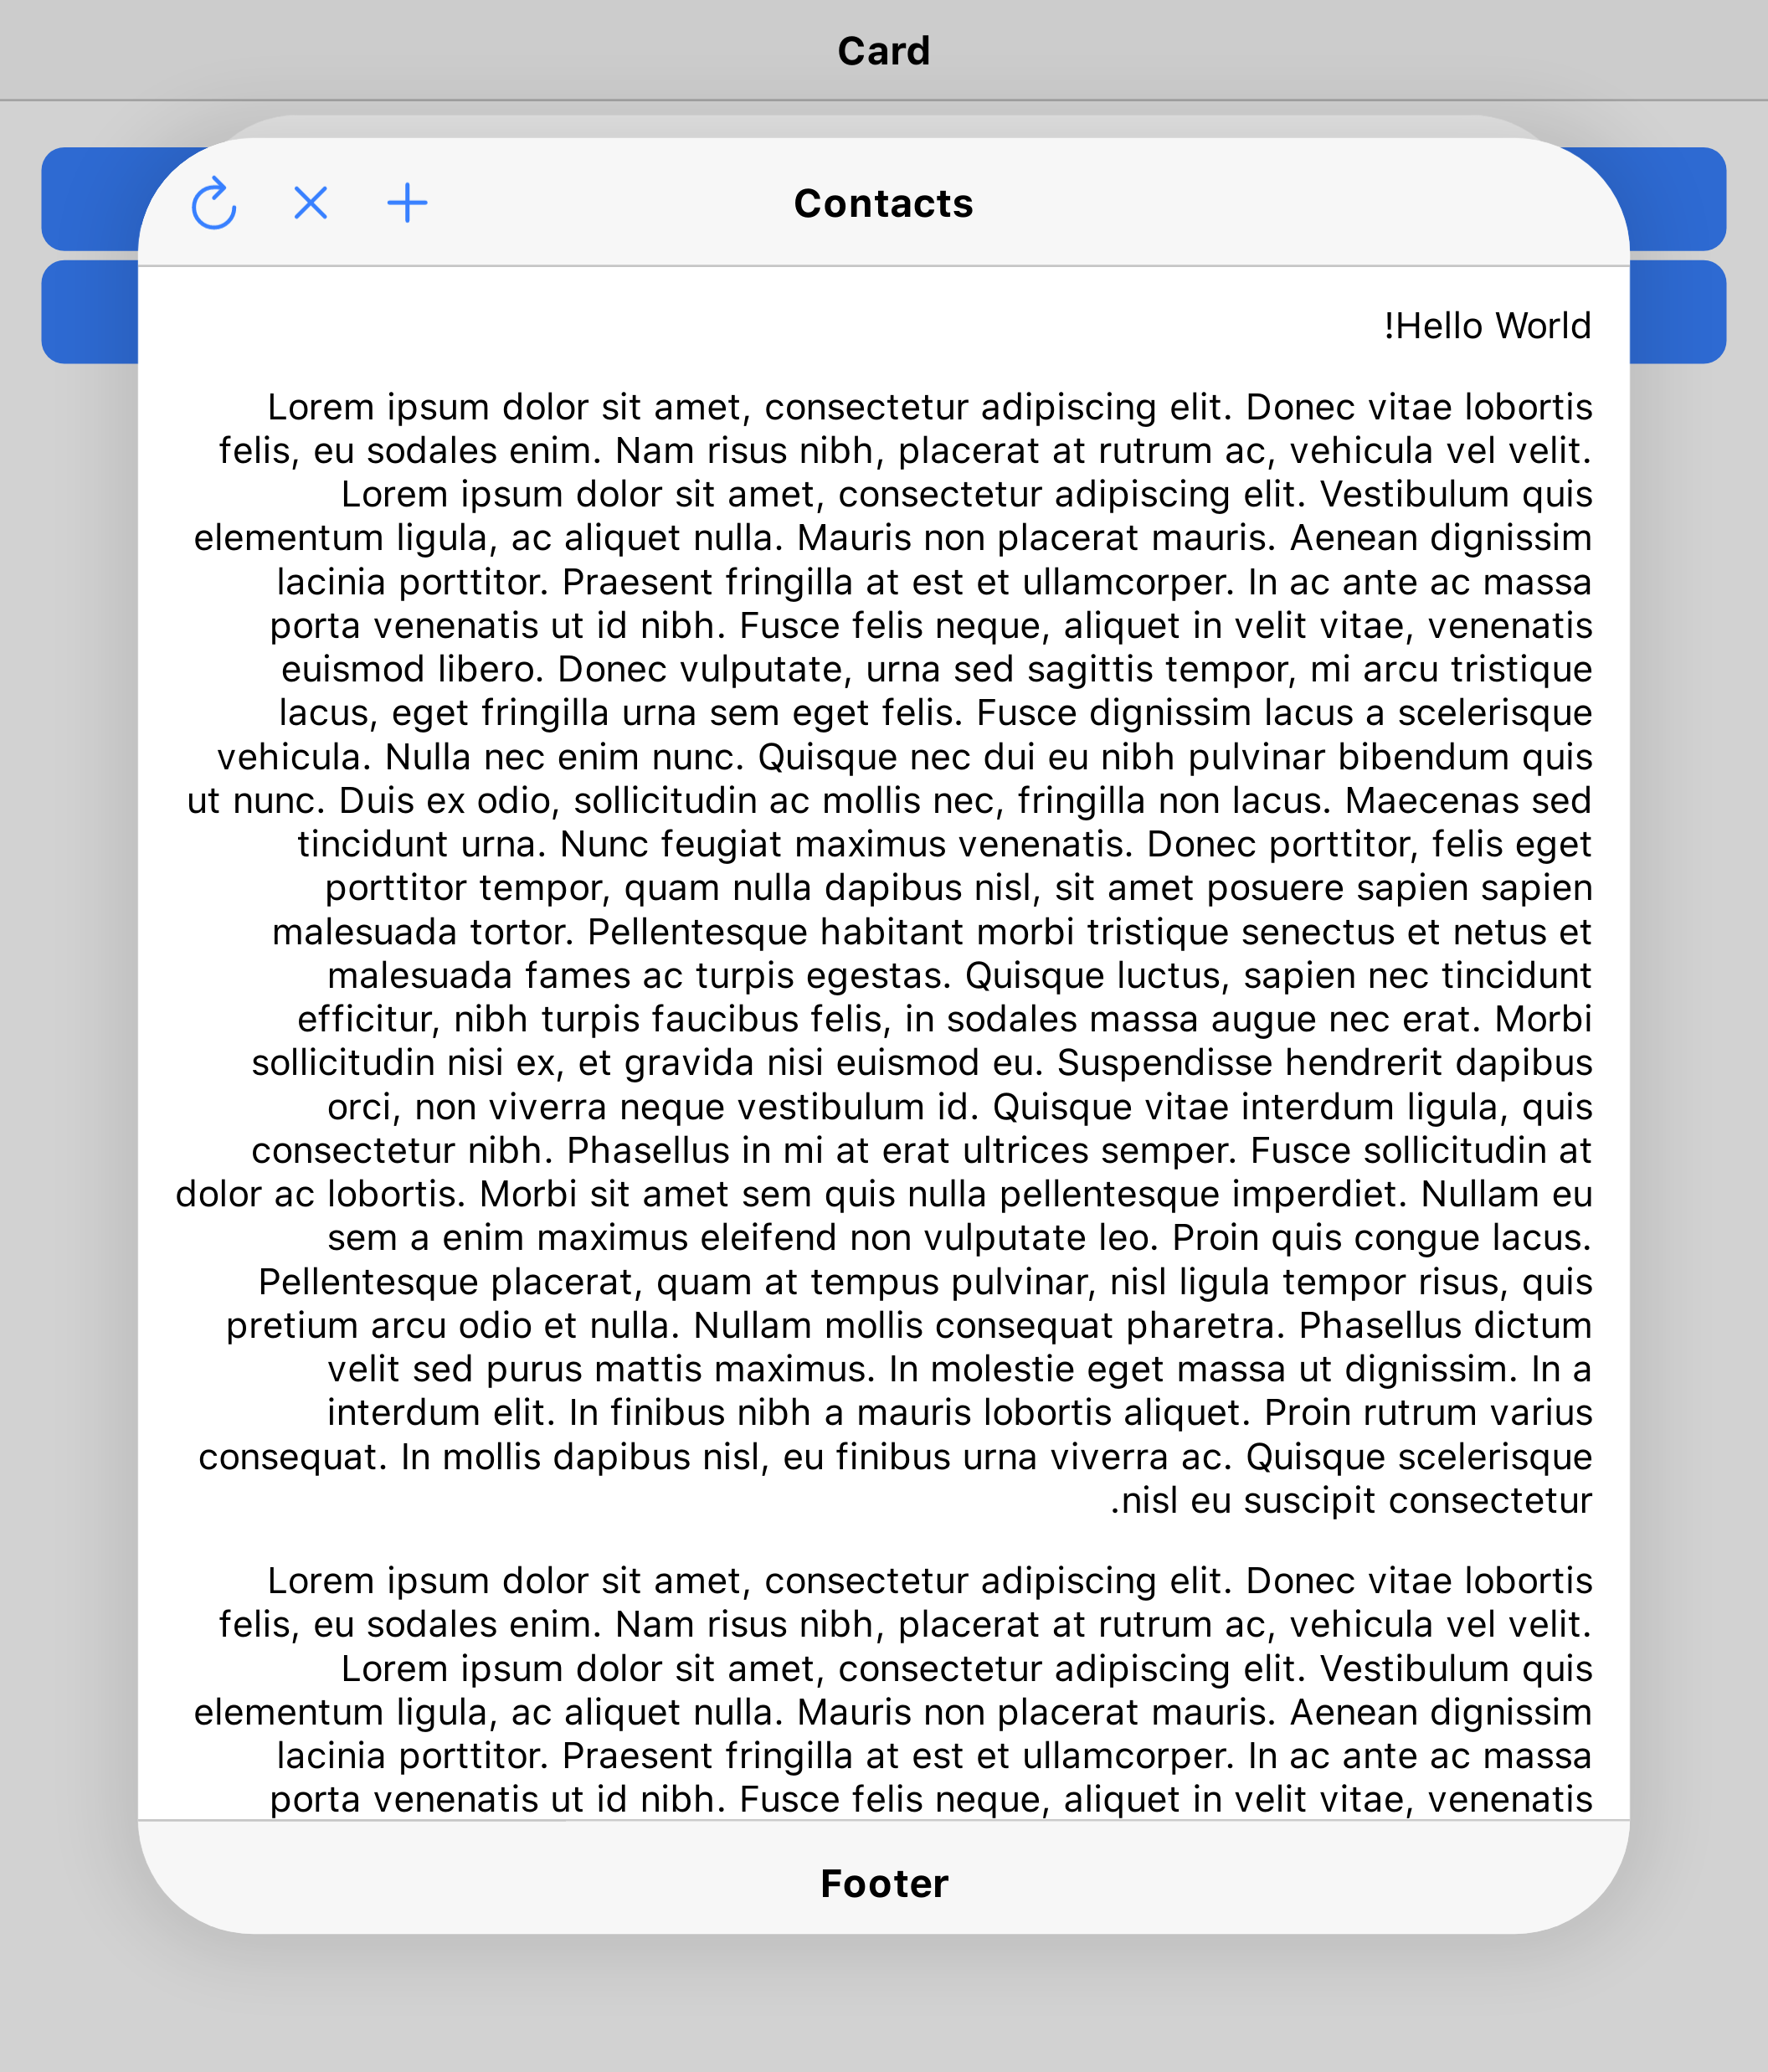 Card
Contacts
!Hello World
Lorem ipsum dolor sit amet, consectetur adipiscing elit. Donec vitae lobortis
felis, eu sodales enim. Nam risus nibh, placerat at rutrum ac, vehicula vel velit.
Lorem ipsum dolor sit amet, consectetur adipiscing elit. Vestibulum quis
elementum ligula, ac aliquet nulla. Mauris non placerat mauris. Aenean dignissim
lacinia porttitor. Praesent fringilla at est et ullamcorper. In ac ante ac massa
porta venenatis ut id nibh. Fusce felis neque, aliquet in velit vitae, venenatis
euismod libero. Donec vulputate, urna sed sagittis tempor, mi arcu tristique
lacus, eget fringilla urna sem eget felis. Fusce dignissim lacus a scelerisque
vehicula. Nulla nec enim nunc. Quisque nec dui eu nibh pulvinar bibendum quis
ut nunc. Duis ex odio, sollicitudin ac mollis nec, fringilla non lacus. Maecenas sed
tincidunt urna. Nunc feugiat maximus venenatis. Donec porttitor, felis eget
porttitor tempor, quam nulla dapibus nisl, sit amet posuere sapien sapien
malesuada tortor. Pellentesque habitant morbi tristique senectus et netus et
malesuada fames ac turpis egestas. Quisque luctus, sapien nec tincidunt
efficitur, nibh turpis faucibus felis, in sodales massa augue nec erat. Morbi
sollicitudin nisi ex, et gravida nisi euismod eu. Suspendisse hendrerit dapibus
orci, non viverra neque vestibulum id. Quisque vitae interdum ligula, quis
consectetur nibh. Phasellus in mi at erat ultrices semper. Fusce sollicitudin at
dolor ac lobortis. Morbi sit amet sem quis nulla pellentesque imperdiet. Nullam eu
sem a enim maximus eleifend non vulputate leo. Proin quis congue lacus.
Pellentesque placerat, quam at tempus pulvinar, nisl ligula tempor risus, quis
pretium arcu odio et nulla. Nullam mollis consequat pharetra. Phasellus dictum
velit sed purus mattis maximus. In molestie eget massa ut dignissim. In a
interdum elit. In finibus nibh a mauris lobortis aliquet. Proin rutrum varius
consequat. In mollis dapibus nisl, eu finibus urna viverra ac. Quisque scelerisque
.nisl eu suscipit consectetur
Lorem ipsum dolor sit amet, consectetur adipiscing elit. Donec vitae lobortis
felis, eu sodales enim. Nam risus nibh, placerat at rutrum ac, vehicula vel velit.
Lorem ipsum dolor sit amet, consectetur adipiscing elit. Vestibulum quis
elementum ligula, ac aliquet nulla. Mauris non placerat mauris. Aenean dignissim
lacinia porttitor. Praesent fringilla at est et ullamcorper. In ac ante ac massa
porta venenatis ut id nibh. Fusce felis neque, aliquet in velit vitae, venenatis
Footer